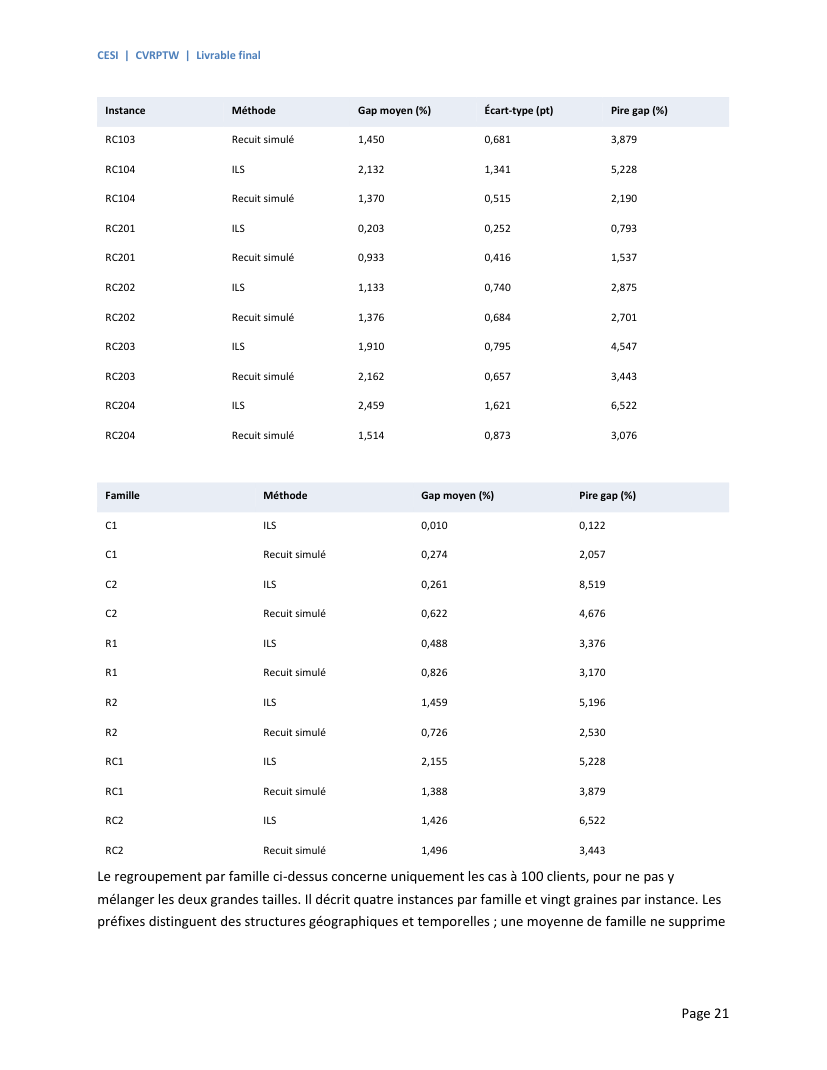 CESI | CVRPTW | Livrable final
Instance Méthode Gap moyen (%) Écart-type (pt) Pire gap (%)
RC103 Recuit simulé 1,450 0,681 3,879
RC104 ILS 2,132 1,341 5,228
RC104 Recuit simulé 1,370 0,515 2,190
RC201 ILS 0,203 0,252 0,793
RC201 Recuit simulé 0,933 0,416 1,537
RC202 ILS 1,133 0,740 2,875
RC202 Recuit simulé 1,376 0,684 2,701
RC203 ILS 1,910 0,795 4,547
RC203 Recuit simulé 2,162 0,657 3,443
RC204 ILS 2,459 1,621 6,522
RC204 Recuit simulé 1,514 0,873 3,076
Famille Méthode Gap moyen (%) Pire gap (%)
C1 ILS 0,010 0,122
C1 Recuit simulé 0,274 2,057
C2 ILS 0,261 8,519
C2 Recuit simulé 0,622 4,676
R1 ILS 0,488 3,376
R1 Recuit simulé 0,826 3,170
R2 ILS 1,459 5,196
R2 Recuit simulé 0,726 2,530
RC1 ILS 2,155 5,228
RC1 Recuit simulé 1,388 3,879
RC2 ILS 1,426 6,522
RC2 Recuit simulé 1,496 3,443
Le regroupement par famille ci-dessus concerne uniquement les cas à 100 clients, pour ne pas y
mélanger les deux grandes tailles. Il décrit quatre instances par famille et vingt graines par instance. Les
préfixes distinguent des structures géographiques et temporelles ; une moyenne de famille ne supprime
Page 21